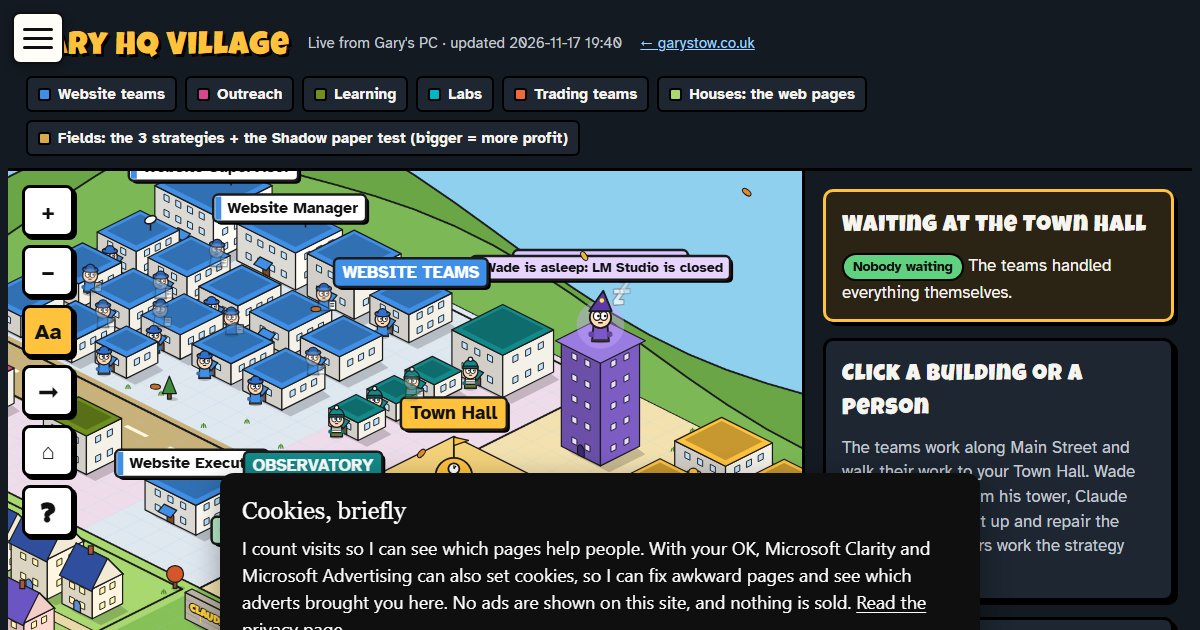 ARY HQ VILLAGE
Live from Gary's PC · updated 2026-11-17 19:40
← garystow.co.uk
Website teams
Outreach
Learning
Labs
Trading teams
Houses: the web pages
Fields: the 3 strategies + the Shadow paper test (bigger = more profit)
+
−
Aa
→
⌂
?
Website Manager
WEBSITE TEAMS
Wade is asleep: LM Studio is closed
z
Town Hall
Website Execut
OBSERVATORY
WAITING AT THE TOWN HALL
Nobody waiting The teams handled
everything themselves.
CLICK A BUILDING OR A
PERSON
The teams work along Main Street and
walk their work to your Town Hall. Wade
m his tower, Claude
t up and repair the
rs work the strategy
Cookies, briefly
I count visits so I can see which pages help people. With your OK, Microsoft Clarity and
Microsoft Advertising can also set cookies, so I can fix awkward pages and see which
adverts brought you here. No ads are shown on this site, and nothing is sold. Read the
privacy page.